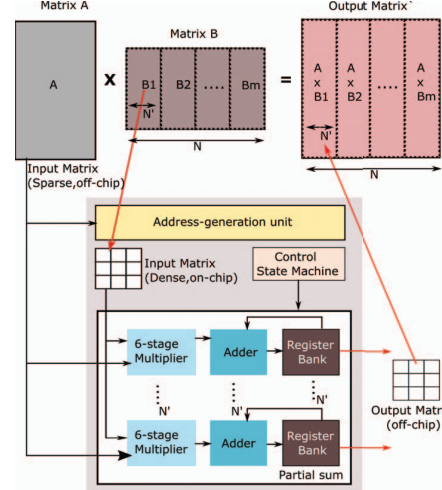 Matrix A
Matrix B
Output Matrix`
A
X
B1
B2
....
Bm
=
A
x
B1
A
x
B2
....
A
x
Bm
N'
N'
N
N
Input Matrix
(Sparse,off-chip)
Address-generation unit
Input Matrix
(Dense,on-chip)
Control
State Machine
6-stage
Multiplier
Adder
Register
Bank
N'
N'
N'
6-stage
Multiplier
Adder
Register
Bank
Output Matr
(off-chip)
Partial sum